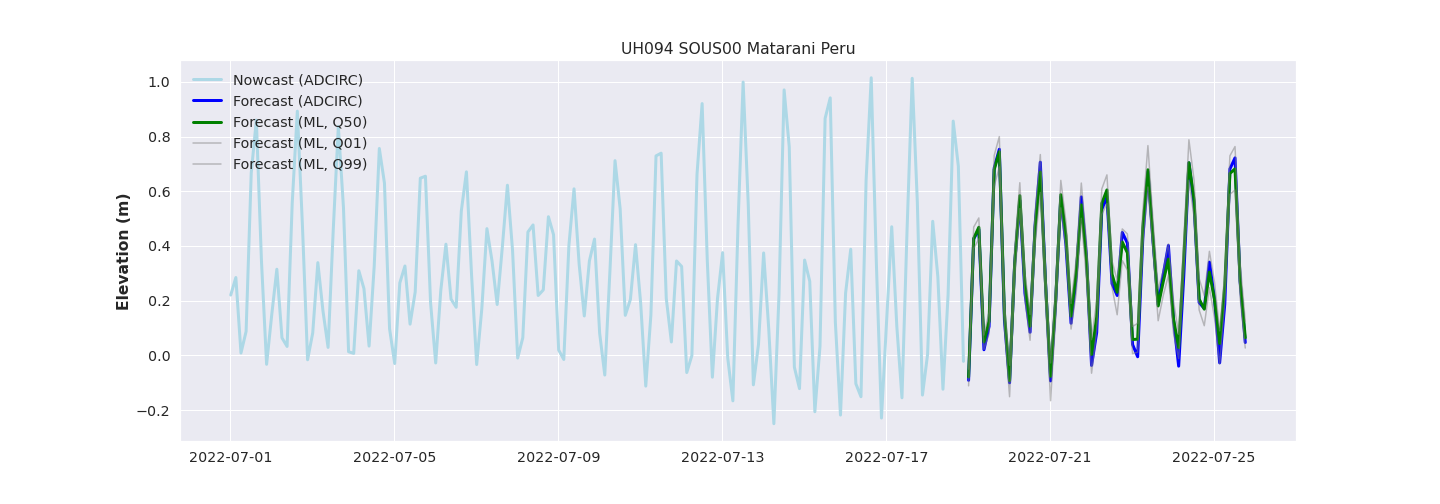 UH094 SOUS00 Matarani Peru
Nowcast (ADCIRC)
Forecast (ADCIRC)
Forecast (ML, Q50)
Forecast (ML, Q01)
Forecast (ML, Q99)
Elevation (m)
1.0
0.8
0.6
0.4
0.2
0.0
−0.2
2022-07-01
2022-07-05
2022-07-09
2022-07-13
2022-07-17
2022-07-21
2022-07-25